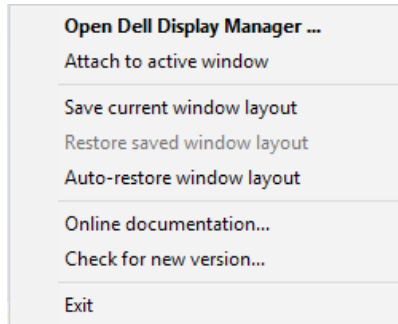 Open Dell Display Manager ...
Attach to active window
Save current window layout
Restore saved window layout
Auto-restore window layout
Online documentation...
Check for new version...
Exit